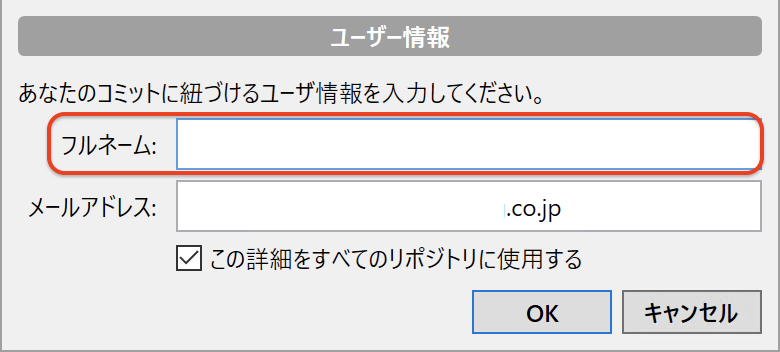 ユーザー情報
あなたのコミットに紐づけるユーザ情報を入力してください。
フルネーム:
メールアドレス: .co.jp
この詳細をすべてのリポジトリに使用する
OK キャンセル